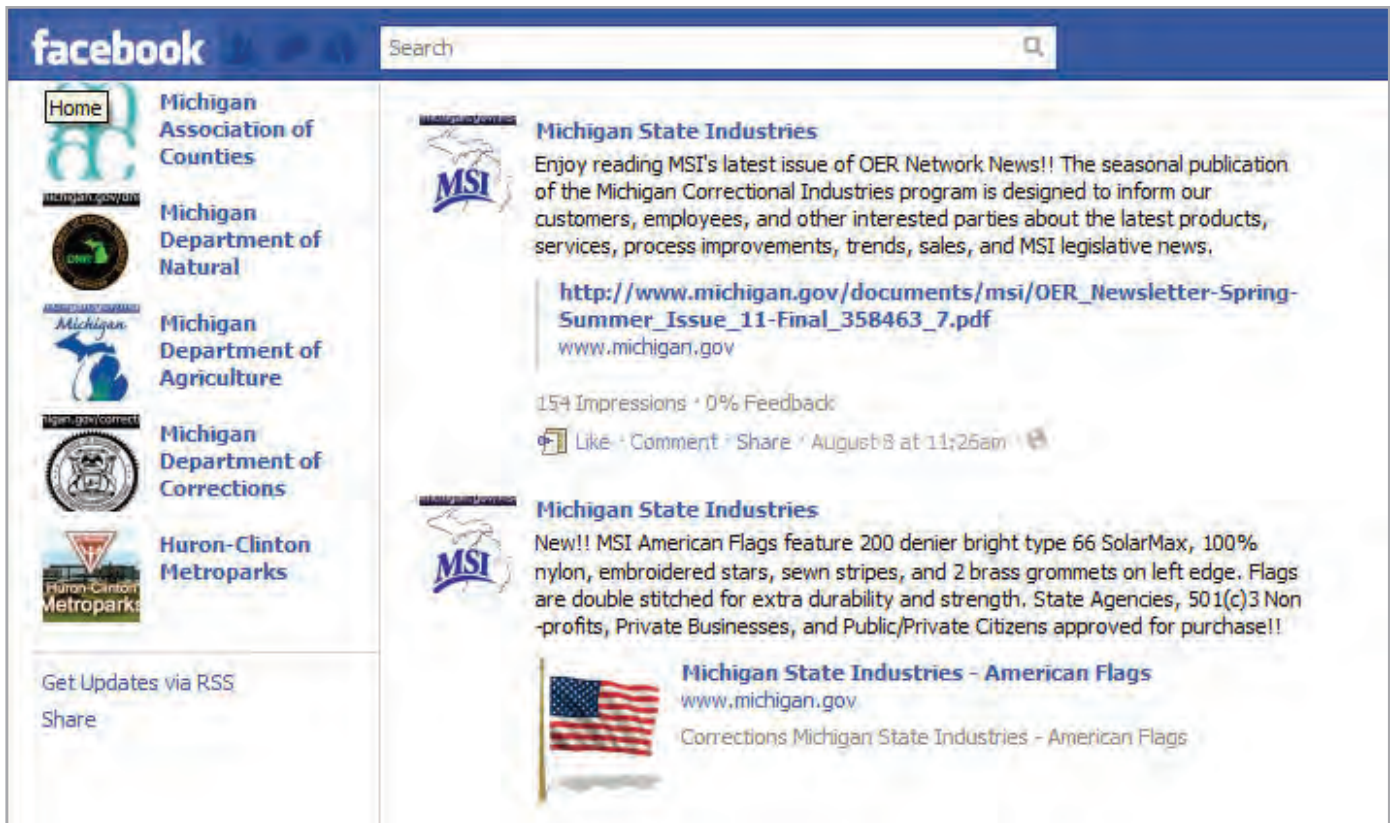 facebook
Search
Home
Michigan
Association of
Counties
Michigan
Department of
Natural
Michigan
Michigan
Department of
Agriculture
Michigan
Department of
Corrections
Huron-Clinton
Metroparks
Huron-Clinton
Metroparks
Get Updates via RSS
Share
MSI
Michigan State Industries
Enjoy reading MSI's latest issue of OER Network News!! The seasonal publication
of the Michigan Correctional Industries program is designed to inform our
customers, employees, and other interested parties about the latest products,
services, process improvements, trends, sales, and MSI legislative news.
http://www.michigan.gov/documents/msi/OER_Newsletter-Spring-
Summer_Issue_11-Final_358463_7.pdf
www.michigan.gov
154 Impressions · 0% Feedback
Like · Comment · Share · August 8 at 11:26am
MSI
Michigan State Industries
New!! MSI American Flags feature 200 denier bright type 66 SolarMax, 100%
nylon, embroidered stars, sewn stripes, and 2 brass grommets on left edge. Flags
are double stitched for extra durability and strength. State Agencies, 501(c)3 Non
-profits, Private Businesses, and Public/Private Citizens approved for purchase!!
Michigan State Industries - American Flags
www.michigan.gov
Corrections Michigan State Industries - American Flags